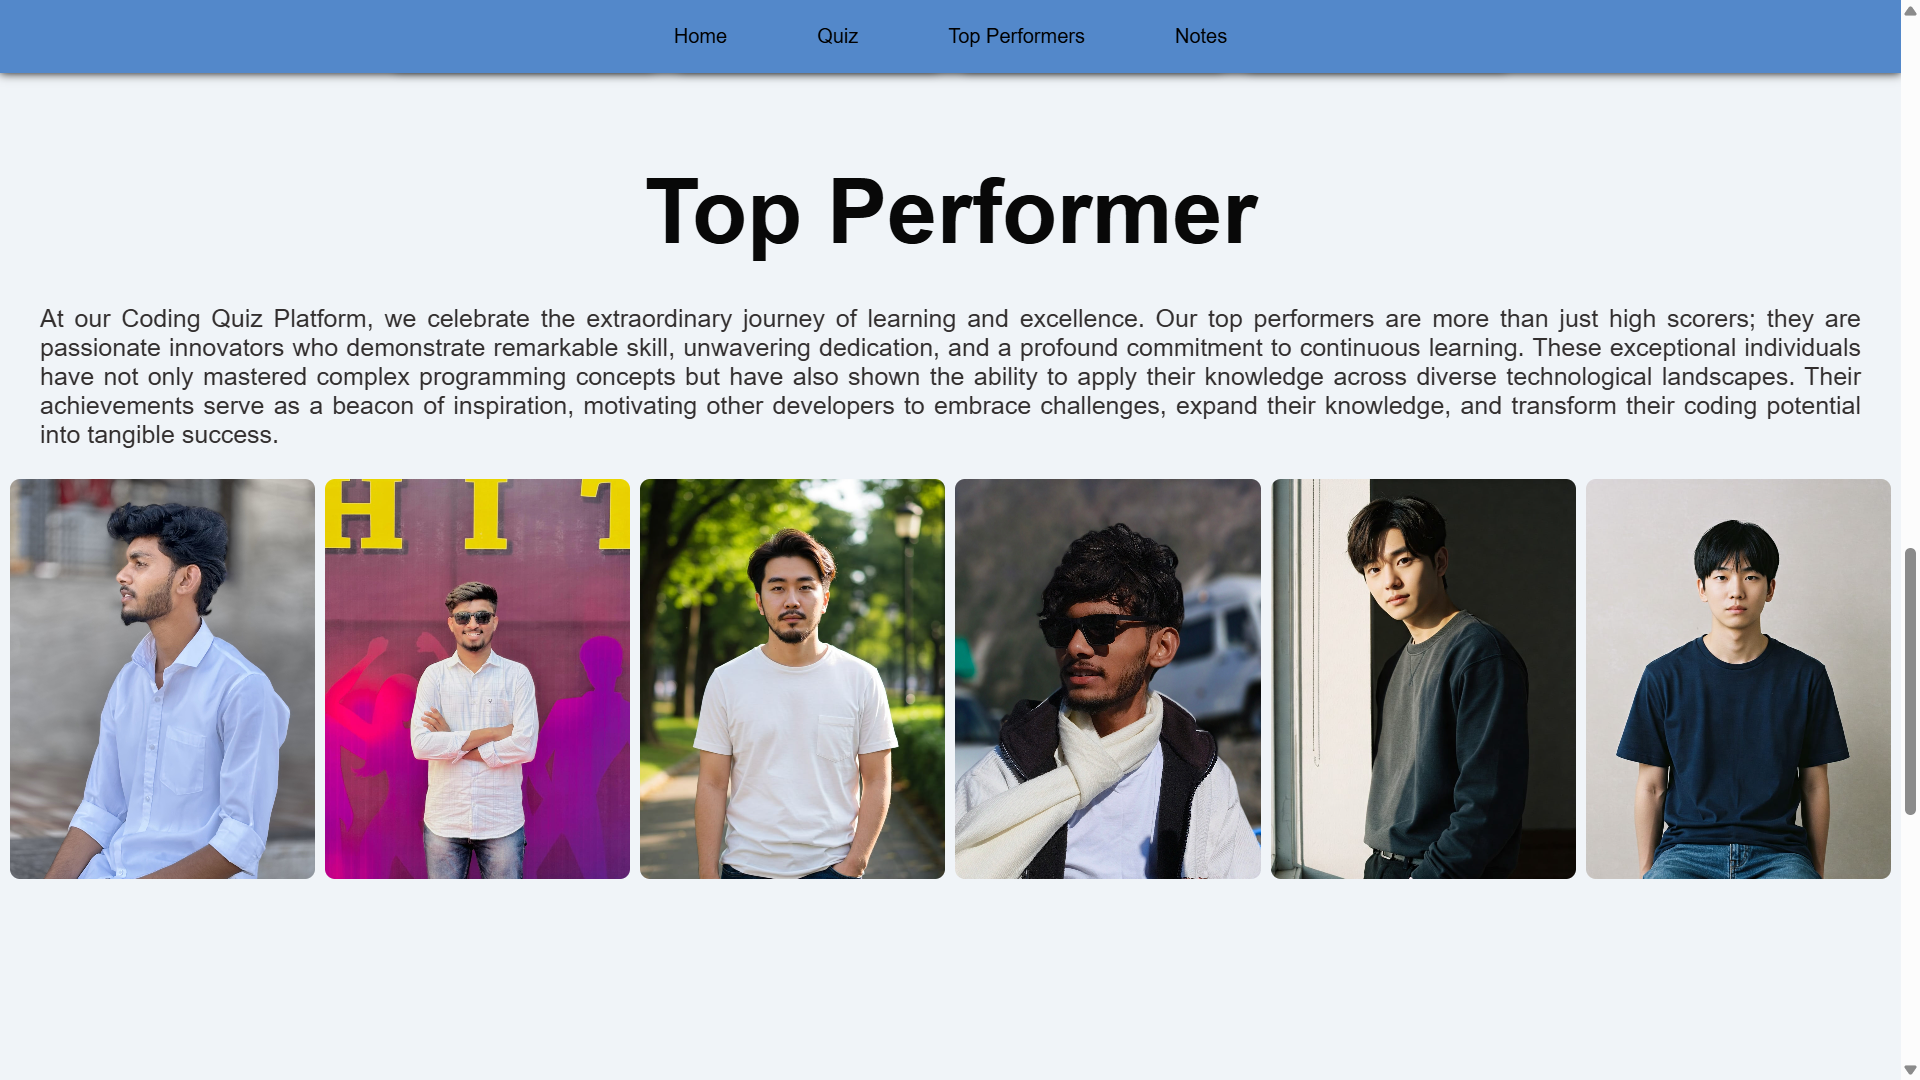 Home Quiz Top Performers Notes
Top Performer
At our Coding Quiz Platform, we celebrate the extraordinary journey of learning and excellence. Our top performers are more than just high scorers; they are
passionate innovators who demonstrate remarkable skill, unwavering dedication, and a profound commitment to continuous learning. These exceptional individuals
have not only mastered complex programming concepts but have also shown the ability to apply their knowledge across diverse technological landscapes. Their
achievements serve as a beacon of inspiration, motivating other developers to embrace challenges, expand their knowledge, and transform their coding potential
into tangible success.
H I T